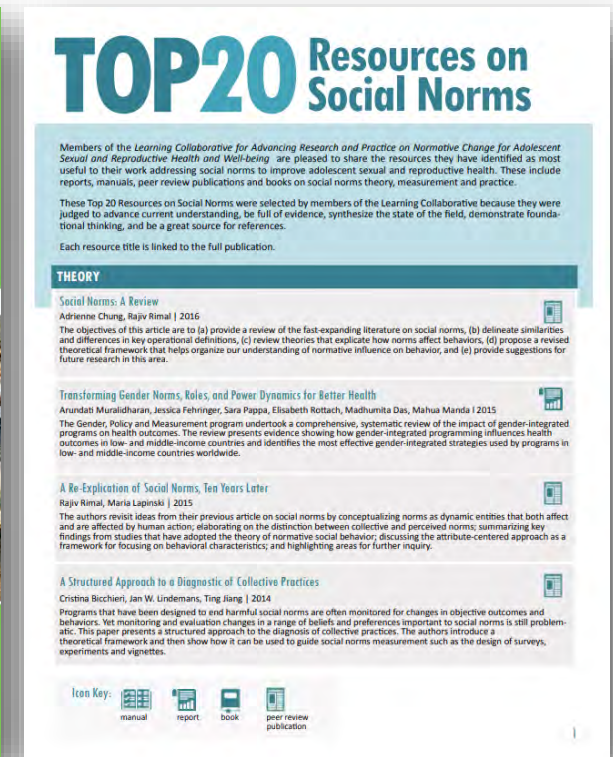 TOP20 Resources on
Social Norms
Members of the Learning Collaborative for Advancing Research and Practice on Normative Change for Adolescent
Sexual and Reproductive Health and Well-being are pleased to share the resources they have identified as most
useful to their work addressing social norms to improve adolescent sexual and reproductive health. These include
reports, manuals, peer review publications and books on social norms theory, measurement and practice.
These Top 20 Resources on Social Norms were selected by members of the Learning Collaborative because they were
judged to advance current understanding, be full of evidence, synthesize the state of the field, demonstrate founda-
tional thinking, and be a great source for references.
Each resource title is linked to the full publication.
THEORY
Social Norms: A Review
Adrienne Chung, Rajiv Rimal | 2016
The objectives of this article are to (a) provide a review of the fast-expanding literature on social norms, (b) delineate similarities
and differences in key operational definitions, (c) review theories that explicate how norms affect behaviors, (d) propose a revised
theoretical framework that helps organize our understanding of normative influence on behavior, and (e) provide suggestions for
future research in this area.
Transforming Gender Norms, Roles, and Power Dynamics for Better Health
Arundati Muralidharan, Jessica Fehringer, Sara Pappa, Elisabeth Rottach, Madhumita Das, Mahua Manda l 2015
The Gender, Policy and Measurement program undertook a comprehensive, systematic review of the impact of gender-integrated
programs on health outcomes. The review presents evidence showing how gender-integrated programming influences health
outcomes in low- and middle-income countries and identifies the most effective gender-integrated strategies used by programs in
low- and middle-income countries worldwide.
A Re-Explication of Social Norms, Ten Years Later
Rajiv Rimal, Maria Lapinski | 2015
The authors revisit ideas from their previous article on social norms by conceptualizing norms as dynamic entities that both affect
and are affected by human action; elaborating on the distinction between collective and perceived norms; summarizing key
findings from studies that have adopted the theory of normative social behavior; discussing the attribute-centered approach as a
framework for focusing on behavioral characteristics; and highlighting areas for further inquiry.
A Structured Approach to a Diagnostic of Collective Practices
Cristina Bicchieri, Jan W. Lindemans, Ting Jiang | 2014
Programs that have been designed to end harmful social norms are often monitored for changes in objective outcomes and
behaviors. Yet monitoring and evaluation changes in a range of beliefs and preferences important to social norms is still problem-
atic. This paper presents a structured approach to the diagnosis of collective practices. The authors introduce a
theoretical framework and then show how it can be used to guide social norms measurement such as the design of surveys,
experiments and vignettes.
Icon Key:
manual
report
book
peer review
publication
1